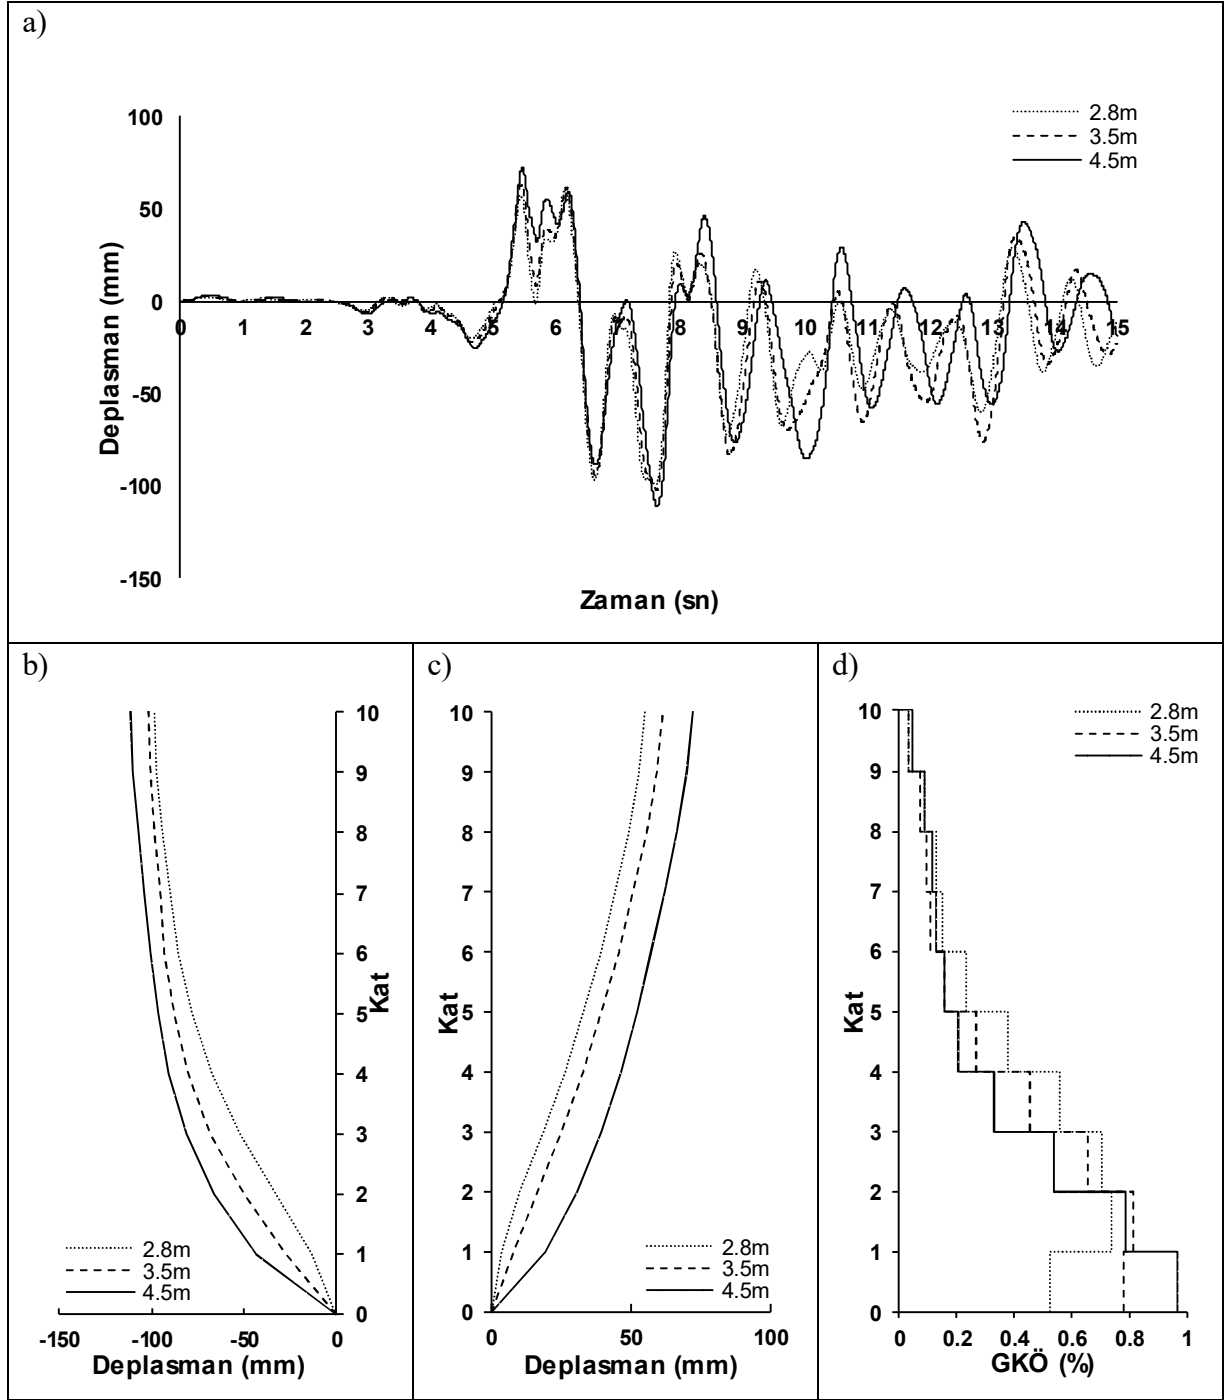 a)
100
50
0
-50
-100
-150
Deplasman (mm)
0 1 2 3 4 5 6 7 8 9 10 11 12 13 14 15
Zaman (sn)
2.8m
3.5m
4.5m
b)
10
9
8
7
6
5
4
3
2
1
0
Kat
2.8m
3.5m
4.5m
-150 -100 -50 0
Deplasman (mm)
c)
10
9
8
7
6
5
4
3
2
1
0
Kat
2.8m
3.5m
4.5m
0 50 100
Deplasman (mm)
d)
10
9
8
7
6
5
4
3
2
1
0
Kat
2.8m
3.5m
4.5m
0 0.2 0.4 0.6 0.8 1
GKÖ (%)